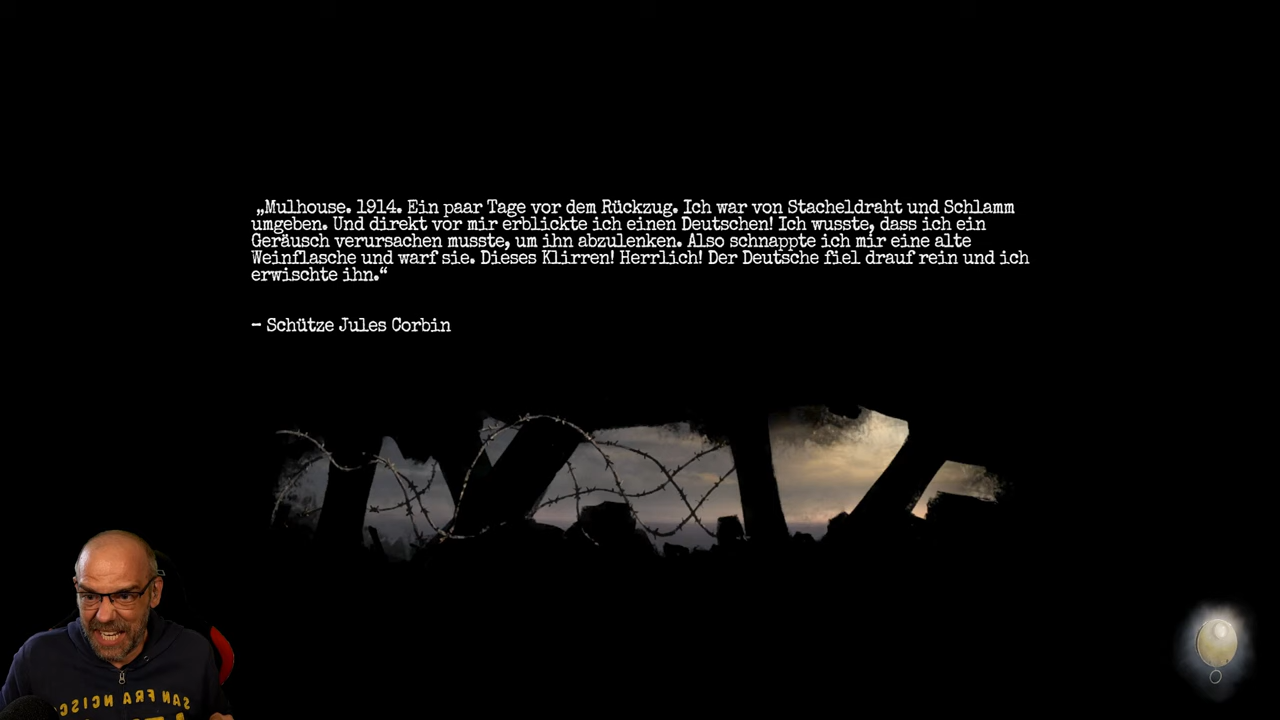 „Mulhouse. 1914. Ein paar Tage vor dem Rückzug. Ich war von Stacheldraht und Schlamm
umgeben. Und direkt vor mir erblickte ich einen Deutschen! Ich wusste, dass ich ein
Geräusch verursachen musste, um ihn abzulenken. Also schnappte ich mir eine alte
Weinflasche und warf sie. Dieses Klirren! Herrlich! Der Deutsche fiel drauf rein und ich
erwischte ihn.“
– Schütze Jules Corbin
SAN FRANCISC